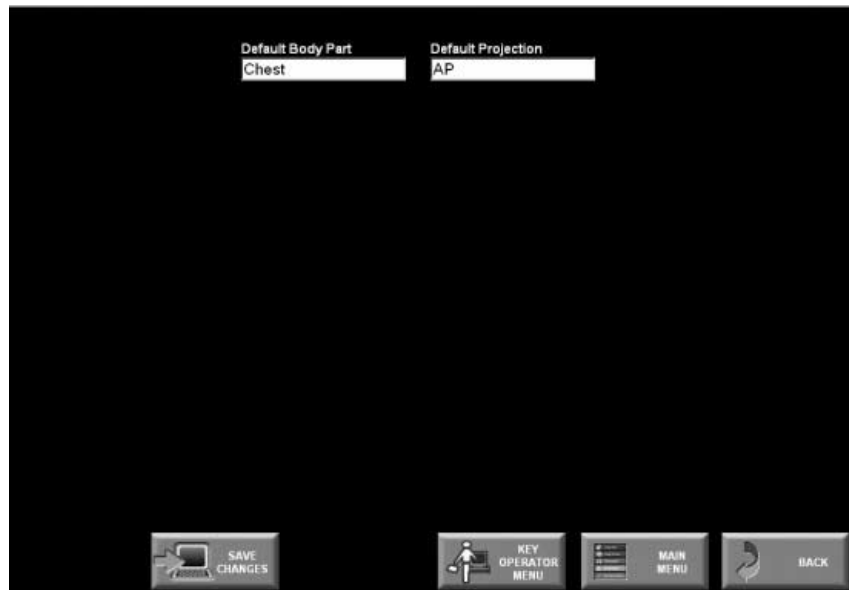 Default Body Part Default Projection
Chest AP
SAVE
CHANGES
KEY
OPERATOR
MENU
MAIN
MENU
BACK